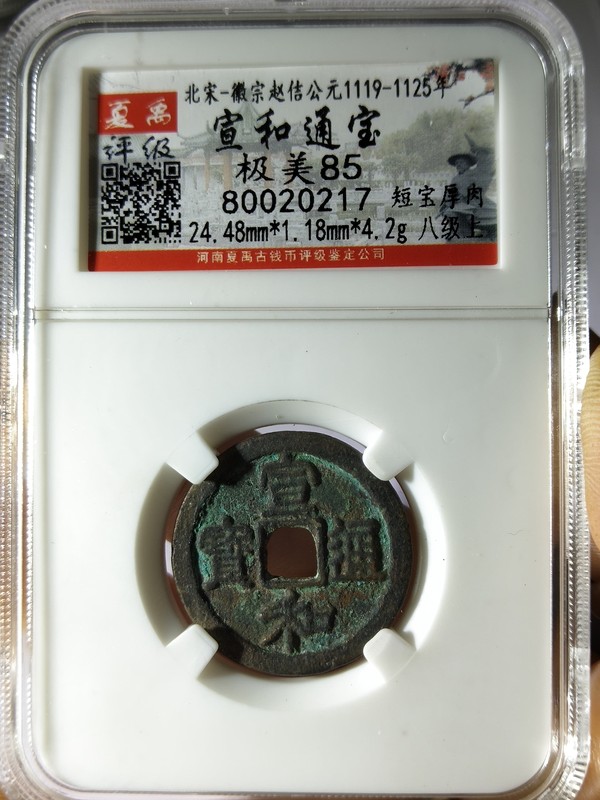 北宋-徽宗赵佶公元1119-1125年
夏禹
评级
宣和通宝
极美85
80020217 短宝厚肉
24.48mm*1.18mm*4.2g 八级上
河南夏禹古钱币评级鉴定公司
宣
寶 通
和